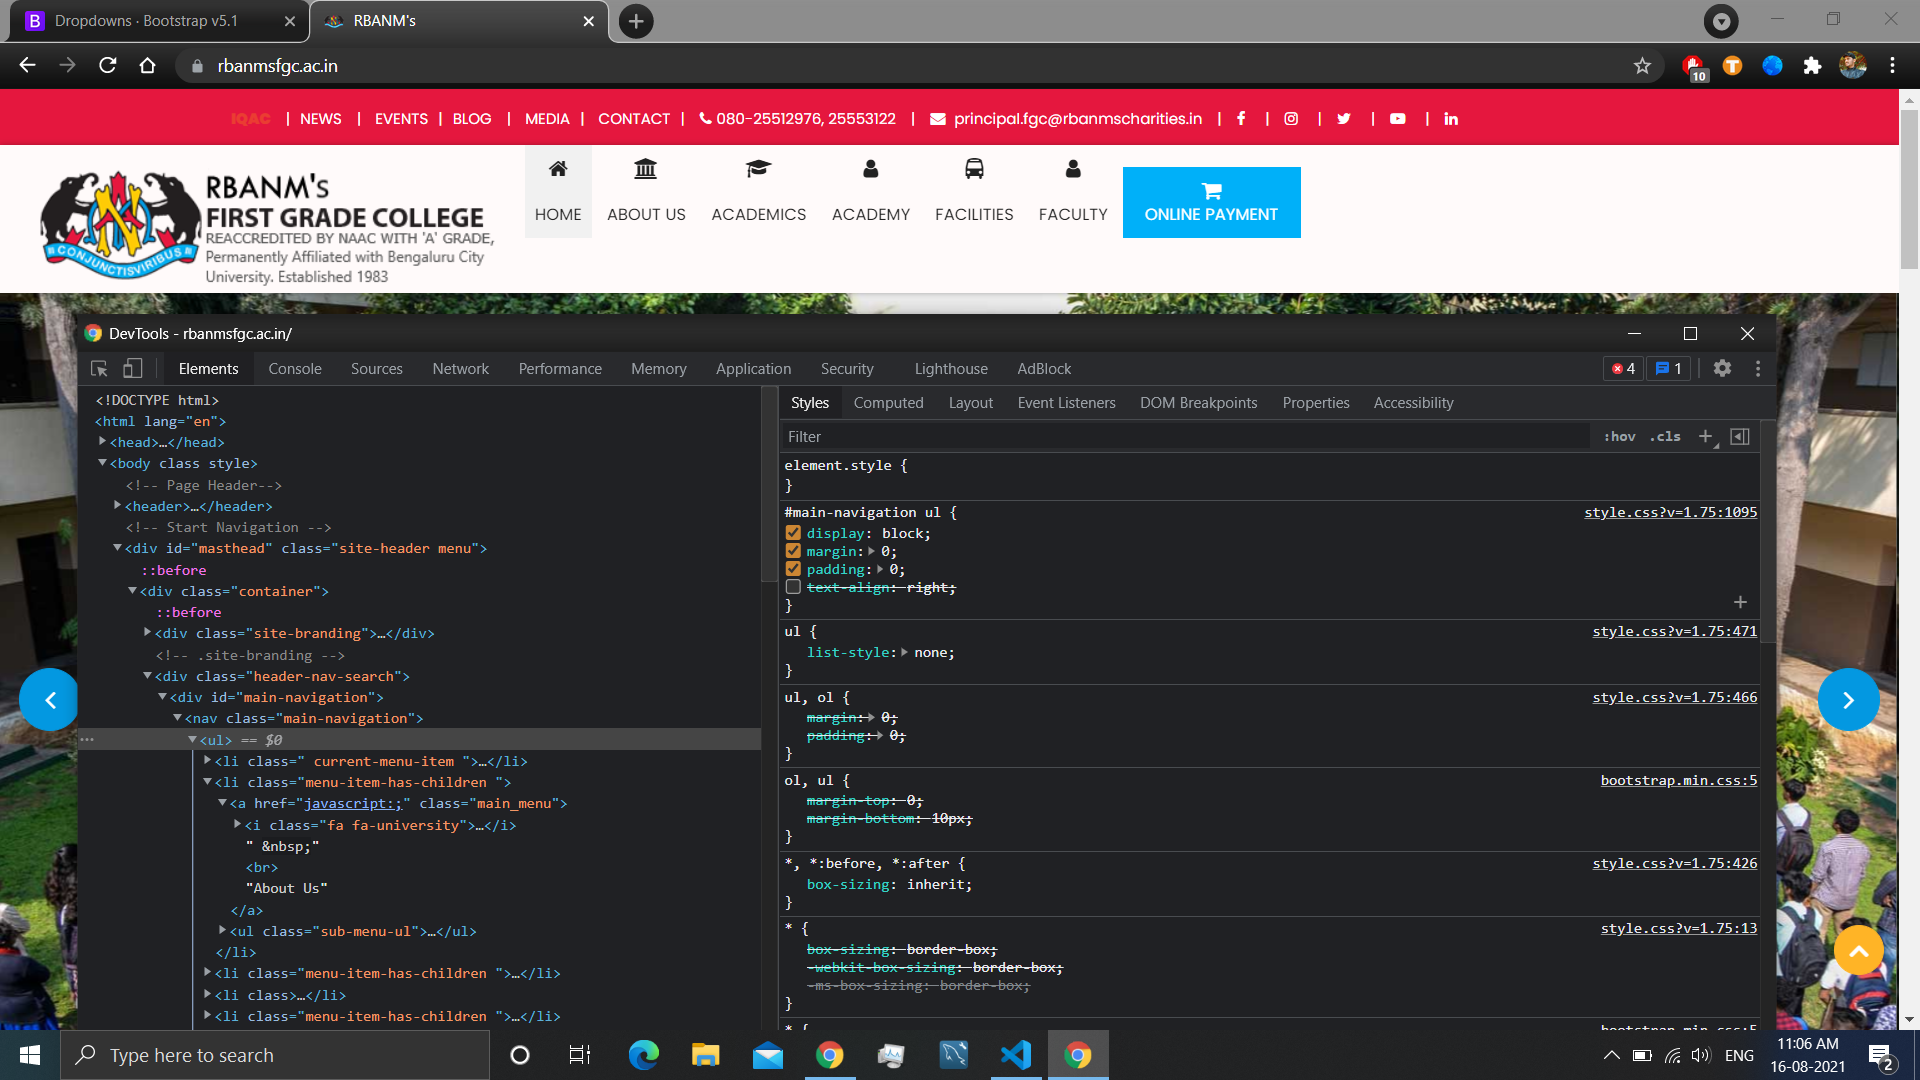 Dropdowns · Bootstrap v5.1
RBANM's
rbanmsfgc.ac.in
10
IQAC | NEWS | EVENTS | BLOG | MEDIA | CONTACT | 080-25512976, 25553122 | principal.fgc@rbanmscharities.in | | | | |
RBANM's
FIRST GRADE COLLEGE
REACCREDITED BY NAAC WITH 'A' GRADE,
Permanently Affiliated with Bengaluru City
University. Established 1983
CONJUNCTIS VIRIBUS
HOME ABOUT US ACADEMICS ACADEMY FACILITIES FACULTY ONLINE PAYMENT
DevTools - rbanmsfgc.ac.in/
Elements Console Sources Network Performance Memory Application Security Lighthouse AdBlock 4 1
<!DOCTYPE html>
<html lang="en">
<head>…</head>
<body class style>
<!-- Page Header-->
<header>…</header>
<!-- Start Navigation -->
<div id="masthead" class="site-header menu">
::before
<div class="container">
::before
<div class="site-branding">…</div>
<!-- .site-branding -->
<div class="header-nav-search">
<div id="main-navigation">
<nav class="main-navigation">
<ul> == $0
<li class=" current-menu-item ">…</li>
<li class="menu-item-has-children ">
<a href="javascript:;" class="main_menu">
<i class="fa fa-university">…</i>
" &nbsp;"
<br>
"About Us"
</a>
<ul class="sub-menu-ul">…</ul>
</li>
<li class="menu-item-has-children ">…</li>
<li class>…</li>
<li class="menu-item-has-children ">…</li>
Styles Computed Layout Event Listeners DOM Breakpoints Properties Accessibility
Filter :hov .cls
element.style {
}
#main-navigation ul { style.css?v=1.75:1095
display: block;
margin: 0;
padding: 0;
text-align: right;
}
ul { style.css?v=1.75:471
list-style: none;
}
ul, ol { style.css?v=1.75:466
margin: 0;
padding: 0;
}
ol, ul { bootstrap.min.css:5
margin-top: 0;
margin-bottom: 10px;
}
*, *:before, *:after { style.css?v=1.75:426
box-sizing: inherit;
}
* { style.css?v=1.75:13
box-sizing: border-box;
-webkit-box-sizing: border-box;
-ms-box-sizing: border-box;
}
* { bootstrap.min.css:5
Type here to search
ENG
11:06 AM
16-08-2021
2